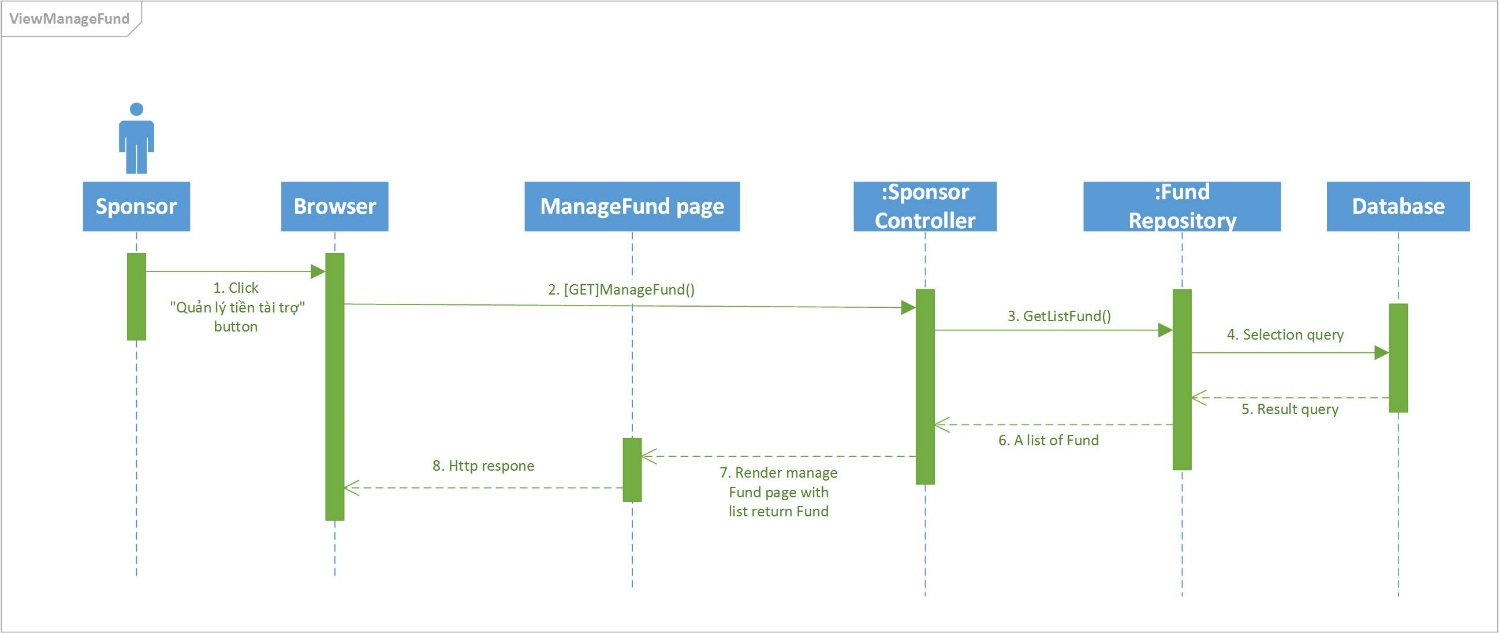 ViewManageFund
Sponsor
Browser
ManageFund page
:Sponsor
Controller
:Fund
Repository
Database
1. Click
"Quản lý tiền tài trợ"
button
2. [GET]ManageFund()
3. GetListFund()
4. Selection query
5. Result query
6. A list of Fund
7. Render manage
Fund page with
list return Fund
8. Http respone